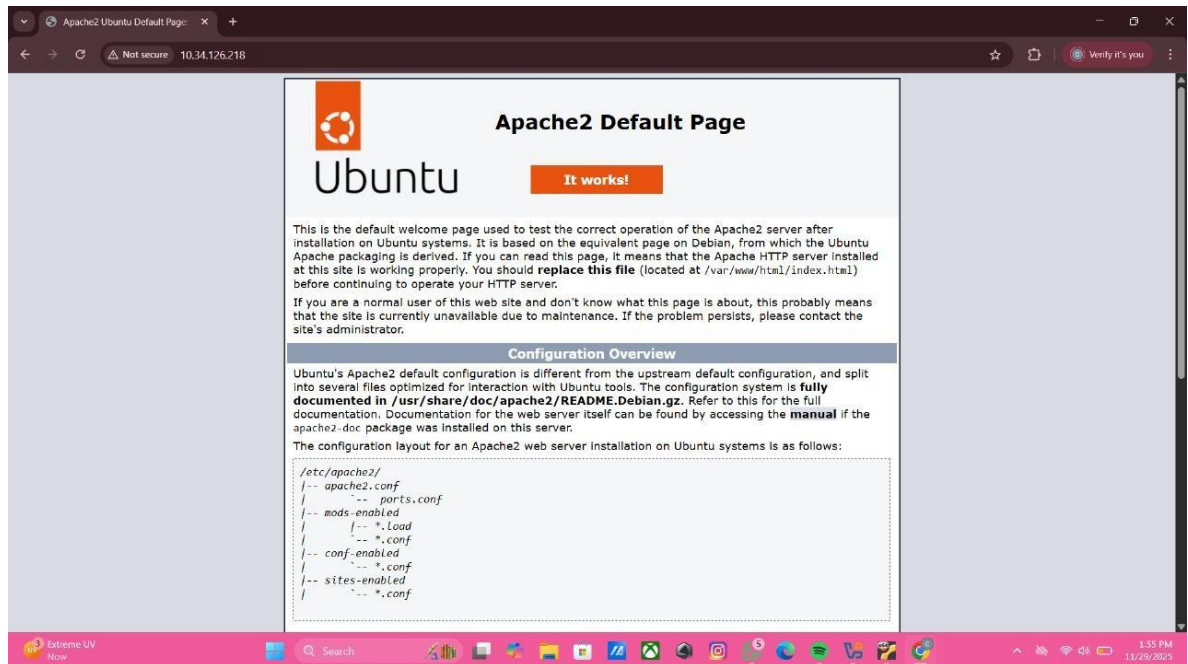 Apache2 Ubuntu Default Page:
Not secure 10.34.126.218
Verify it's you
Ubuntu
Apache2 Default Page
It works!
This is the default welcome page used to test the correct operation of the Apache2 server after
installation on Ubuntu systems. It is based on the equivalent page on Debian, from which the Ubuntu
Apache packaging is derived. If you can read this page, it means that the Apache HTTP server installed
at this site is working properly. You should replace this file (located at /var/www/html/index.html)
before continuing to operate your HTTP server.
If you are a normal user of this web site and don't know what this page is about, this probably means
that the site is currently unavailable due to maintenance. If the problem persists, please contact the
site's administrator.
Configuration Overview
Ubuntu's Apache2 default configuration is different from the upstream default configuration, and split
into several files optimized for interaction with Ubuntu tools. The configuration system is fully
documented in /usr/share/doc/apache2/README.Debian.gz. Refer to this for the full
documentation. Documentation for the web server itself can be found by accessing the manual if the
apache2-doc package was installed on this server.
The configuration layout for an Apache2 web server installation on Ubuntu systems is as follows:
/etc/apache2/
|-- apache2.conf
|       `--  ports.conf
|-- mods-enabled
|       |-- *.load
|       `-- *.conf
|-- conf-enabled
|       `-- *.conf
|-- sites-enabled
|       `-- *.conf
3
Extreme UV
Now
Search
9
1:55 PM
11/29/2025